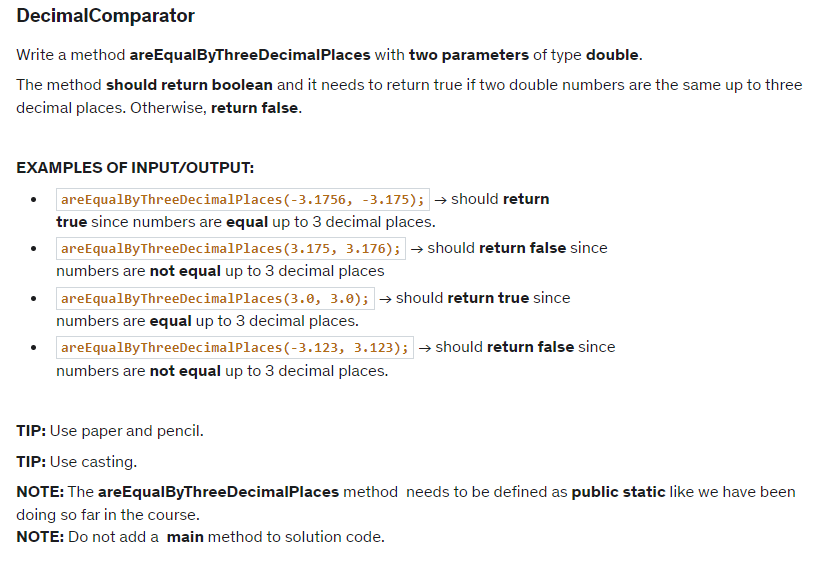 DecimalComparator
Write a method areEqualByThreeDecimalPlaces with two parameters of type double.
The method should return boolean and it needs to return true if two double numbers are the same up to three
decimal places. Otherwise, return false.
EXAMPLES OF INPUT/OUTPUT:
• areEqualByThreeDecimalPlaces(-3.1756, -3.175); → should return
true since numbers are equal up to 3 decimal places.
• areEqualByThreeDecimalPlaces(3.175, 3.176); → should return false since
numbers are not equal up to 3 decimal places
• areEqualByThreeDecimalPlaces(3.0, 3.0); → should return true since
numbers are equal up to 3 decimal places.
• areEqualByThreeDecimalPlaces(-3.123, 3.123); → should return false since
numbers are not equal up to 3 decimal places.
TIP: Use paper and pencil.
TIP: Use casting.
NOTE: The areEqualByThreeDecimalPlaces method needs to be defined as public static like we have been
doing so far in the course.
NOTE: Do not add a main method to solution code.